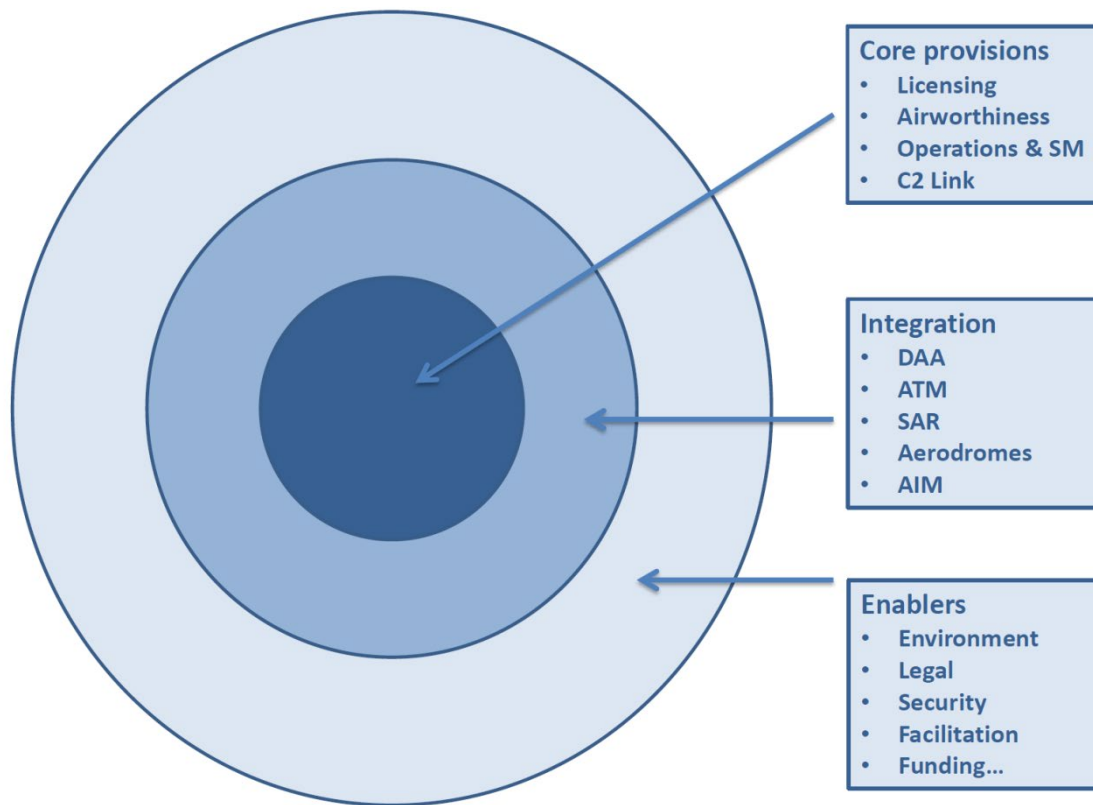 Core provisions
• Licensing
• Airworthiness
• Operations & SM
• C2 Link
Integration
• DAA
• ATM
• SAR
• Aerodromes
• AIM
Enablers
• Environment
• Legal
• Security
• Facilitation
• Funding...